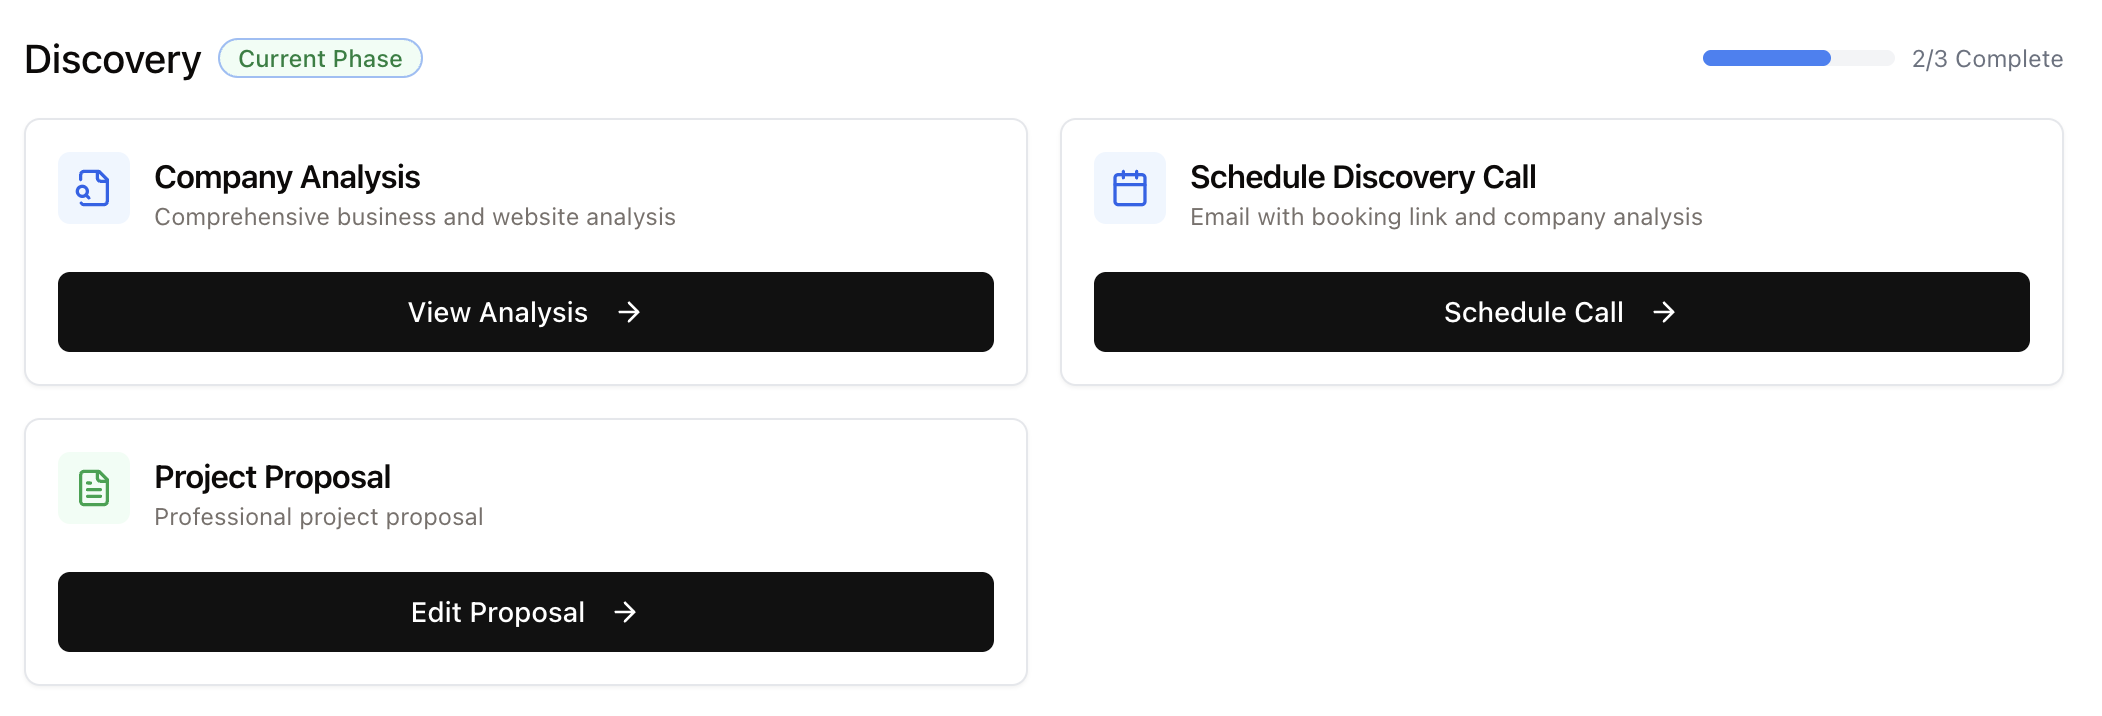 Discovery
Current Phase
2/3 Complete
Company Analysis
Comprehensive business and website analysis
View Analysis
Schedule Discovery Call
Email with booking link and company analysis
Schedule Call
Project Proposal
Professional project proposal
Edit Proposal